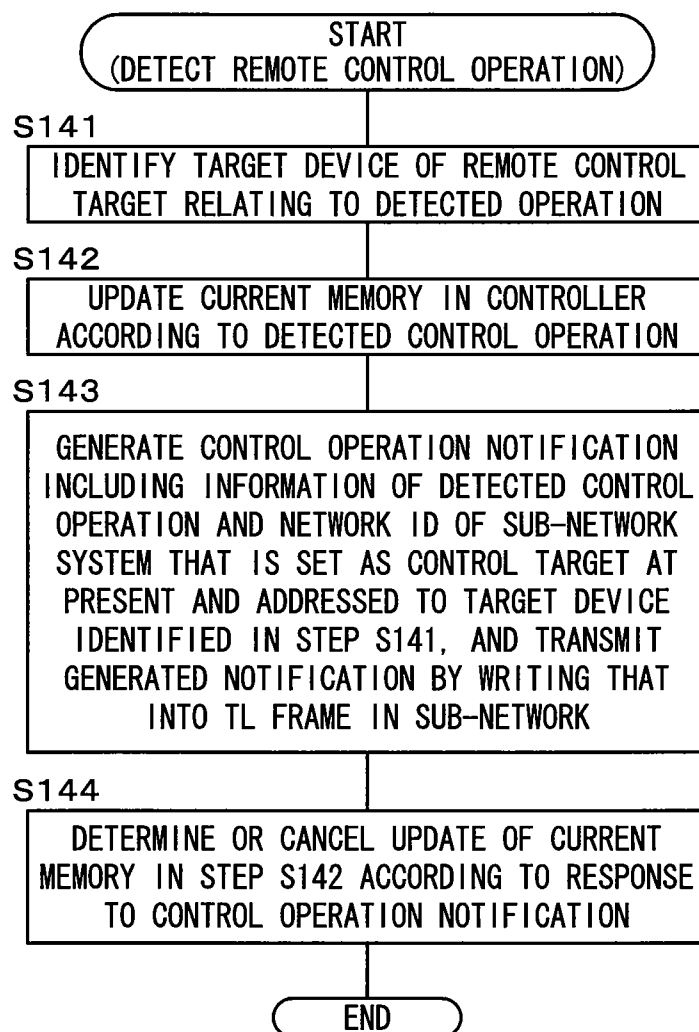 START
(DETECT REMOTE CONTROL OPERATION)
S141
IDENTIFY TARGET DEVICE OF REMOTE CONTROL
TARGET RELATING TO DETECTED OPERATION
S142
UPDATE CURRENT MEMORY IN CONTROLLER
ACCORDING TO DETECTED CONTROL OPERATION
S143
GENERATE CONTROL OPERATION NOTIFICATION
INCLUDING INFORMATION OF DETECTED CONTROL
OPERATION AND NETWORK ID OF SUB-NETWORK
SYSTEM THAT IS SET AS CONTROL TARGET AT
PRESENT AND ADDRESSED TO TARGET DEVICE
IDENTIFIED IN STEP S141, AND TRANSMIT
GENERATED NOTIFICATION BY WRITING THAT
INTO TL FRAME IN SUB-NETWORK
S144
DETERMINE OR CANCEL UPDATE OF CURRENT
MEMORY IN STEP S142 ACCORDING TO RESPONSE
TO CONTROL OPERATION NOTIFICATION
END